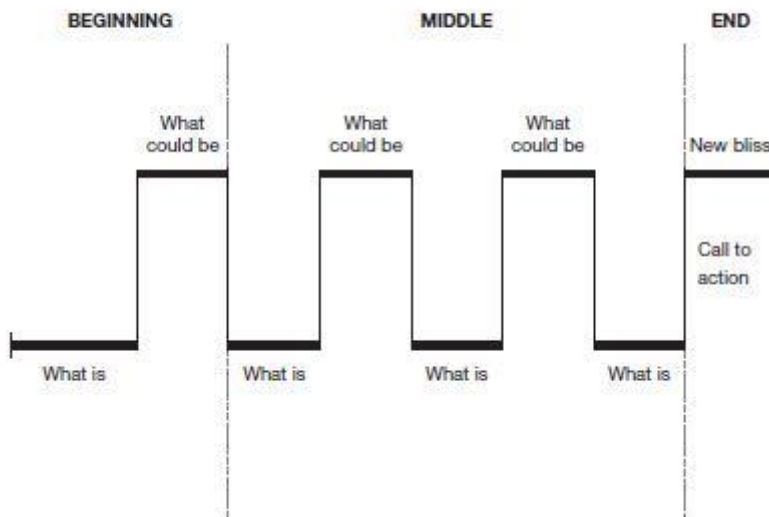 BEGINNING
MIDDLE
END
What
could be
What
could be
What
could be
New bliss
Call to
action
What is
What is
What is
What is